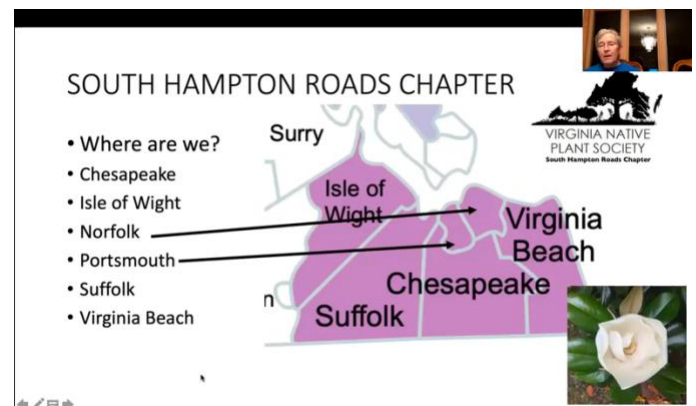 SOUTH HAMPTON ROADS CHAPTER
• Where are we?
• Chesapeake
• Isle of Wight
• Norfolk
• Portsmouth
• Suffolk
• Virginia Beach
Surry
Isle of
Wight
Virginia
Beach
Chesapeake
Suffolk
n
VIRGINIA NATIVE
PLANT SOCIETY
South Hampton Roads Chapter